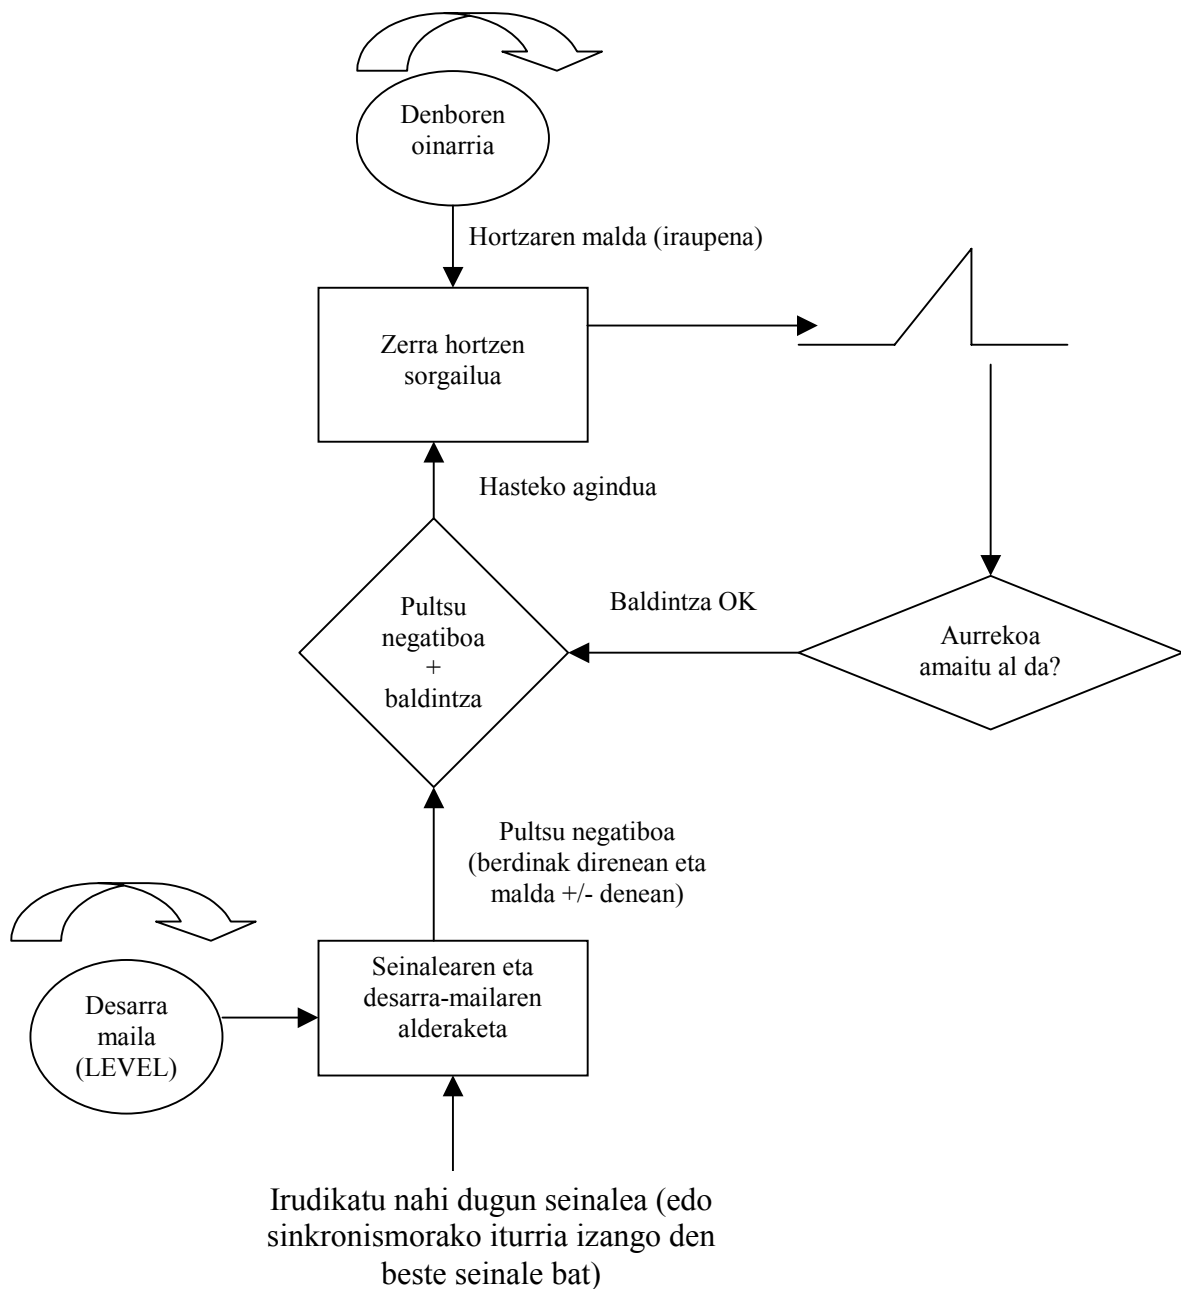 Denboren
oinarria
Hortzaren malda (iraupena)
Zerra hortzen
sorgailua
Hasteko agindua
Baldintza OK
Pultsu
negatiboa
+
baldintza
Aurrekoa
amaitu al da?
Pultsu negatiboa
(berdinak direnean eta
malda +/- denean)
Seinalearen eta
desarra-mailaren
alderaketa
Desarra
maila
(LEVEL)
Irudikatu nahi dugun seinalea (edo
sinkronismorako iturria izango den
beste seinale bat)